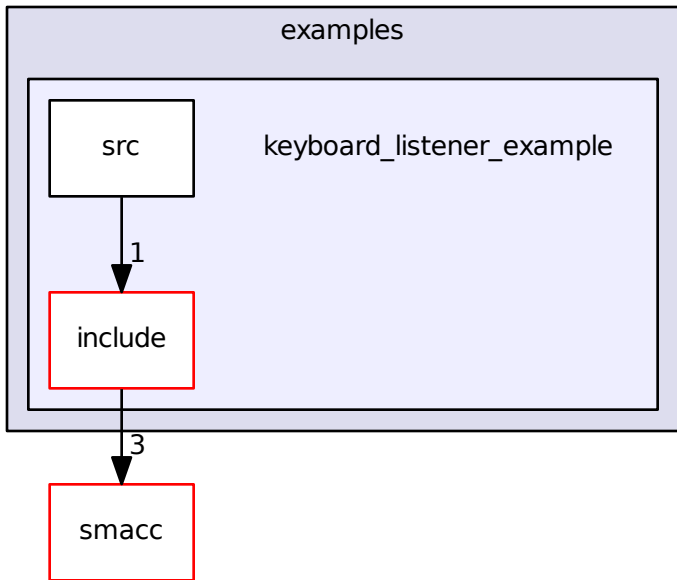 examples
src
keyboard_listener_example
1
include
3
smacc